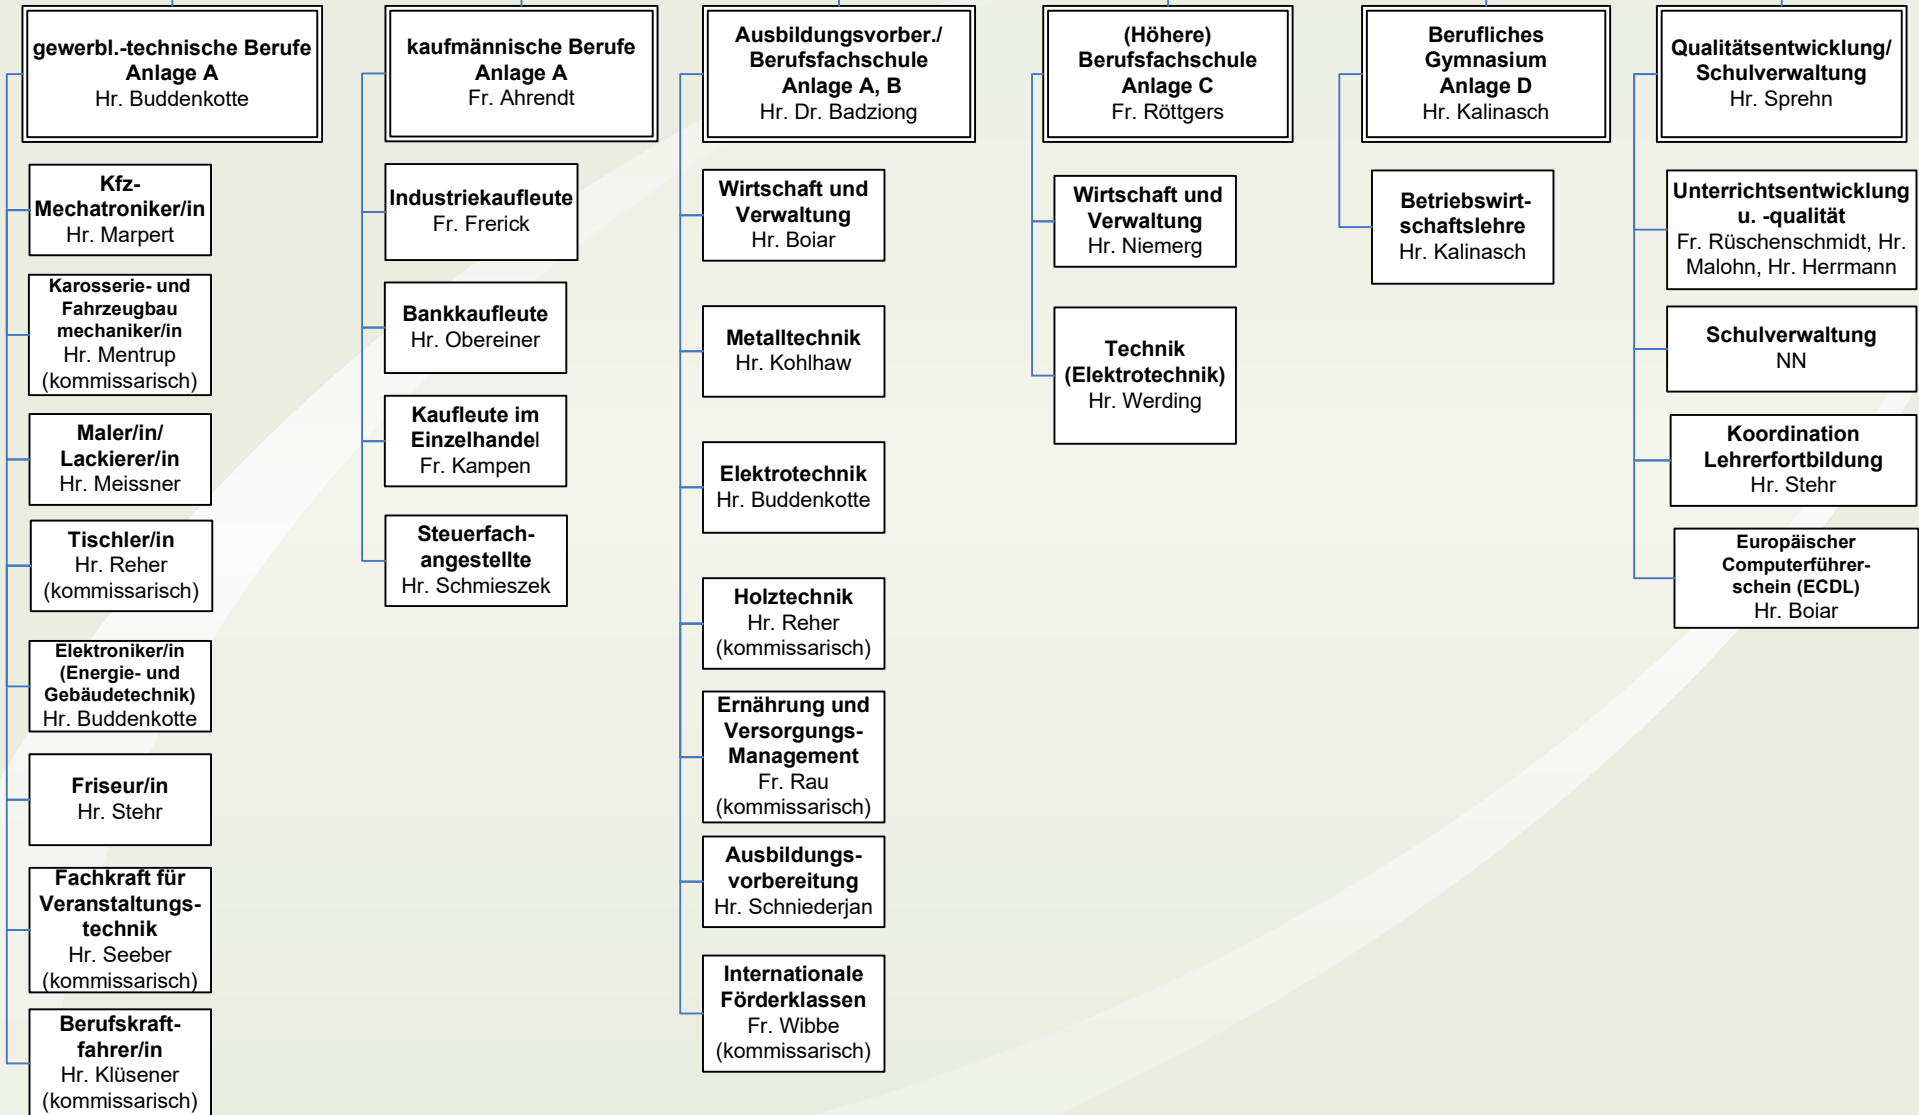 gewerbl.-technische Berufe
Anlage A
Hr. Buddenkotte
Kfz-
Mechatroniker/in
Hr. Marpert
Karosserie- und
Fahrzeugbau
mechaniker/in
Hr. Mentrup
(kommissarisch)
Maler/in/
Lackierer/in
Hr. Meissner
Tischler/in
Hr. Reher
(kommissarisch)
Elektroniker/in
(Energie- und
Gebäudetechnik)
Hr. Buddenkotte
Friseur/in
Hr. Stehr
Fachkraft für
Veranstaltungs-
technik
Hr. Seeber
(kommissarisch)
Berufskraft-
fahrer/in
Hr. Klüsener
(kommissarisch)
kaufmännische Berufe
Anlage A
Fr. Ahrendt
Industriekaufleute
Fr. Frerick
Bankkaufleute
Hr. Obereiner
Kaufleute im
Einzelhandel
Fr. Kampen
Steuerfach-
angestellte
Hr. Schmieszek
Ausbildungsvorber./
Berufsfachschule
Anlage A, B
Hr. Dr. Badziong
Wirtschaft und
Verwaltung
Hr. Boiar
Metalltechnik
Hr. Kohlhaw
Elektrotechnik
Hr. Buddenkotte
Holztechnik
Hr. Reher
(kommissarisch)
Ernährung und
Versorgungs-
Management
Fr. Rau
(kommissarisch)
Ausbildungs-
vorbereitung
Hr. Schniederjan
Internationale
Förderklassen
Fr. Wibbe
(kommissarisch)
(Höhere)
Berufsfachschule
Anlage C
Fr. Röttgers
Wirtschaft und
Verwaltung
Hr. Niemerg
Technik
(Elektrotechnik)
Hr. Werding
Berufliches
Gymnasium
Anlage D
Hr. Kalinasch
Betriebswirt-
schaftslehre
Hr. Kalinasch
Qualitätsentwicklung/
Schulverwaltung
Hr. Sprehn
Unterrichtsentwicklung
u. -qualität
Fr. Rüschenschmidt, Hr.
Malohn, Hr. Herrmann
Schulverwaltung
NN
Koordination
Lehrerfortbildung
Hr. Stehr
Europäischer
Computerführer-
schein (ECDL)
Hr. Boiar